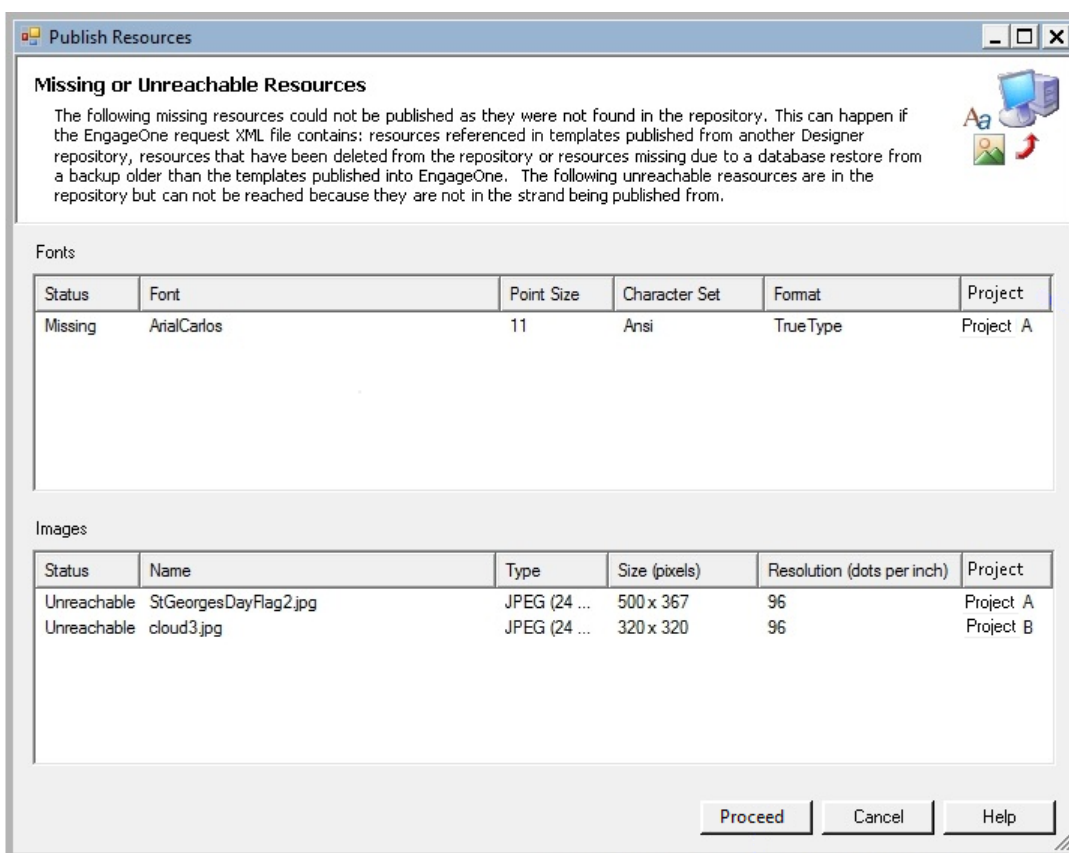 Publish Resources
Missing or Unreachable Resources
The following missing resources could not be published as they were not found in the repository. This can happen if
the EngageOne request XML file contains: resources referenced in templates published from another Designer
repository, resources that have been deleted from the repository or resources missing due to a database restore from
a backup older than the templates published into EngageOne. The following unreachable reasources are in the
repository but can not be reached because they are not in the strand being published from.
Aa
Fonts
Status Font Point Size Character Set Format Project
Missing ArialCarlos 11 Ansi TrueType Project A
Images
Status Name Type Size (pixels) Resolution (dots per inch) Project
Unreachable StGeorgesDayFlag2.jpg JPEG (24 ... 500 x 367 96 Project A
Unreachable cloud3.jpg JPEG (24 ... 320 x 320 96 Project B
Proceed Cancel Help